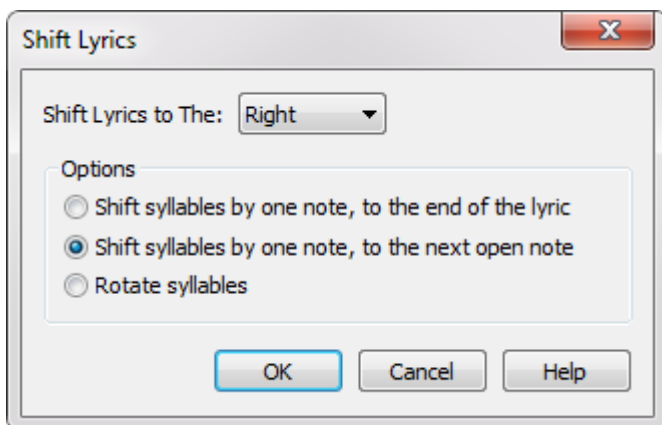 Shift Lyrics
Shift Lyrics to The: Right
Options
Shift syllables by one note, to the end of the lyric
Shift syllables by one note, to the next open note
Rotate syllables
OK Cancel Help